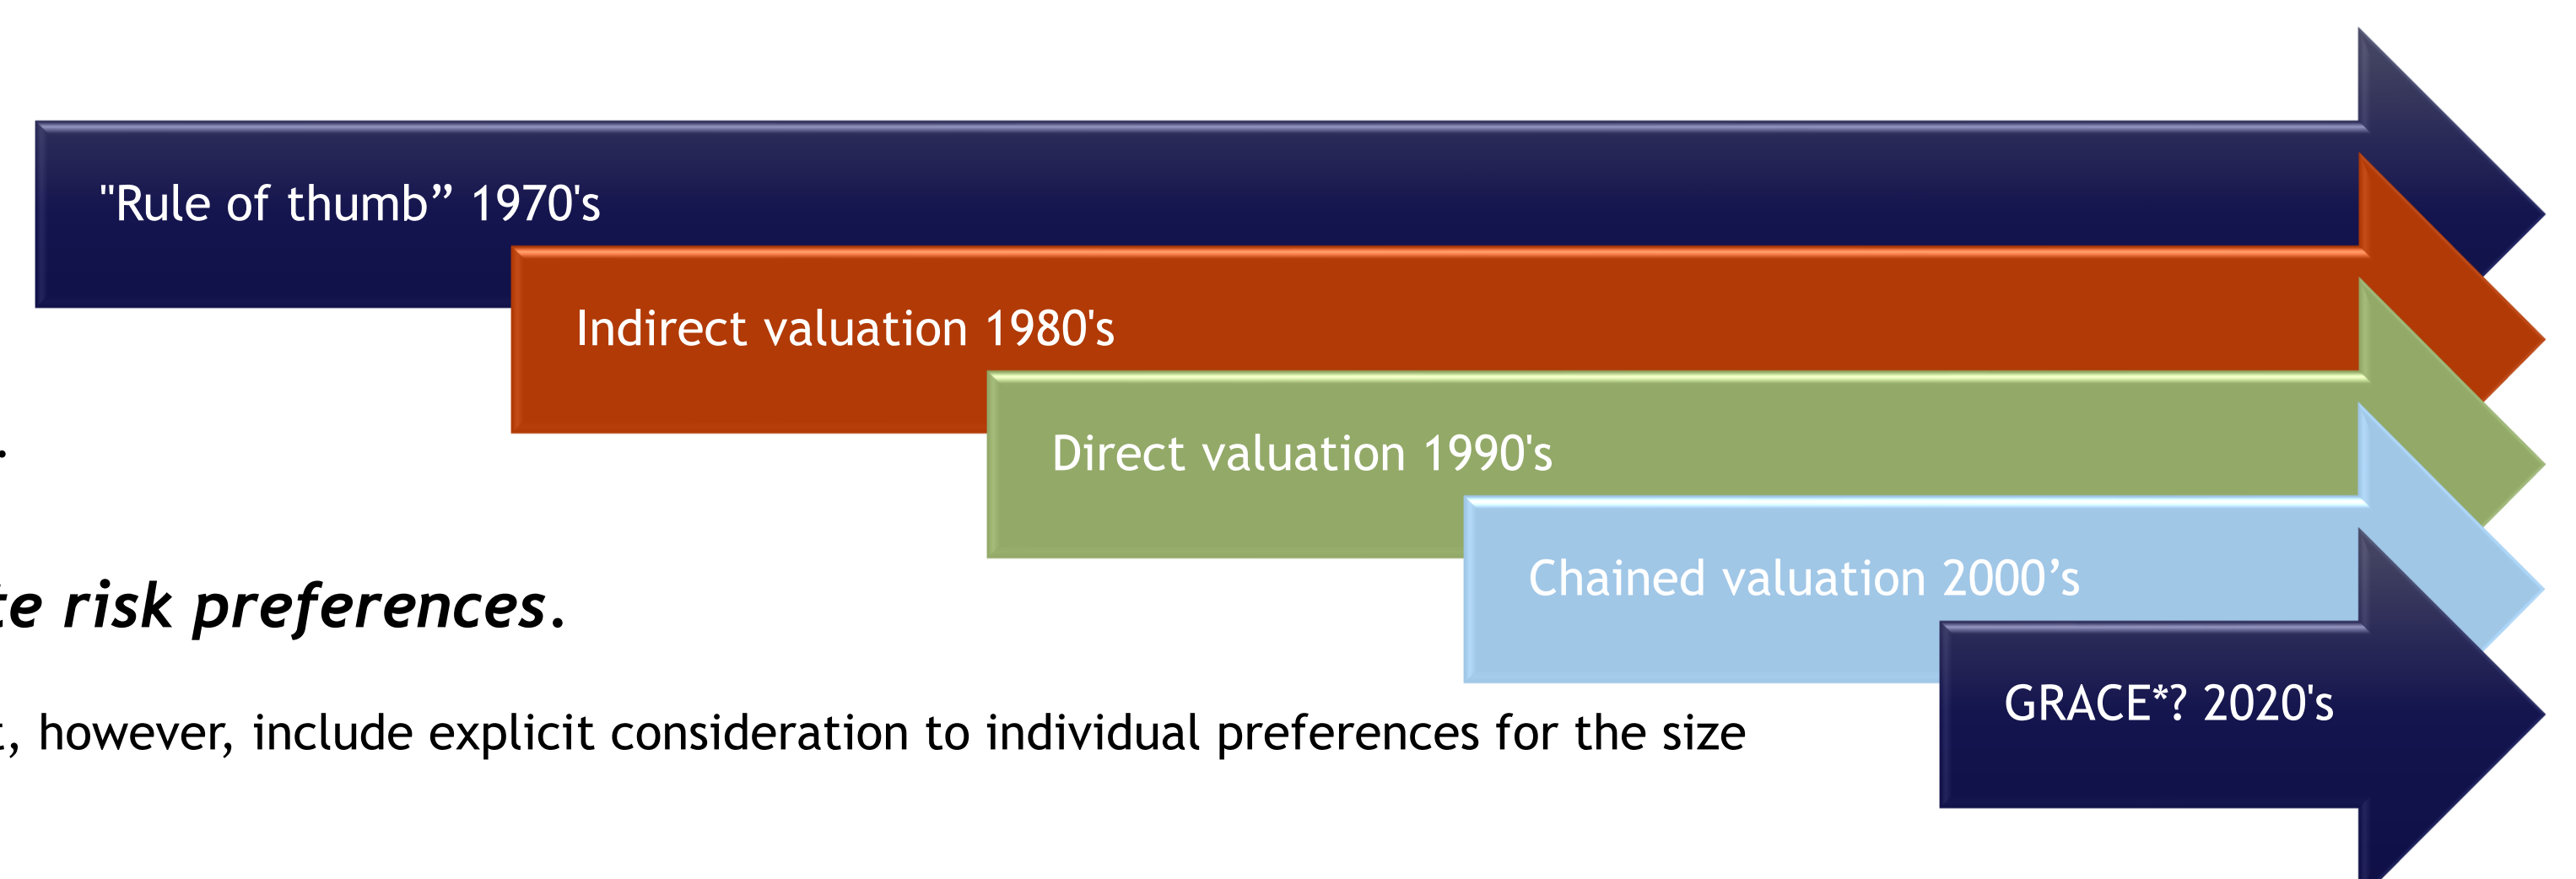 "Rule of thumb” 1970's
Indirect valuation 1980's
Direct valuation 1990's
.
Chained valuation 2000’s
risk preferences.
GRACE*? 2020's
, however, include explicit consideration to individual preferences for the size